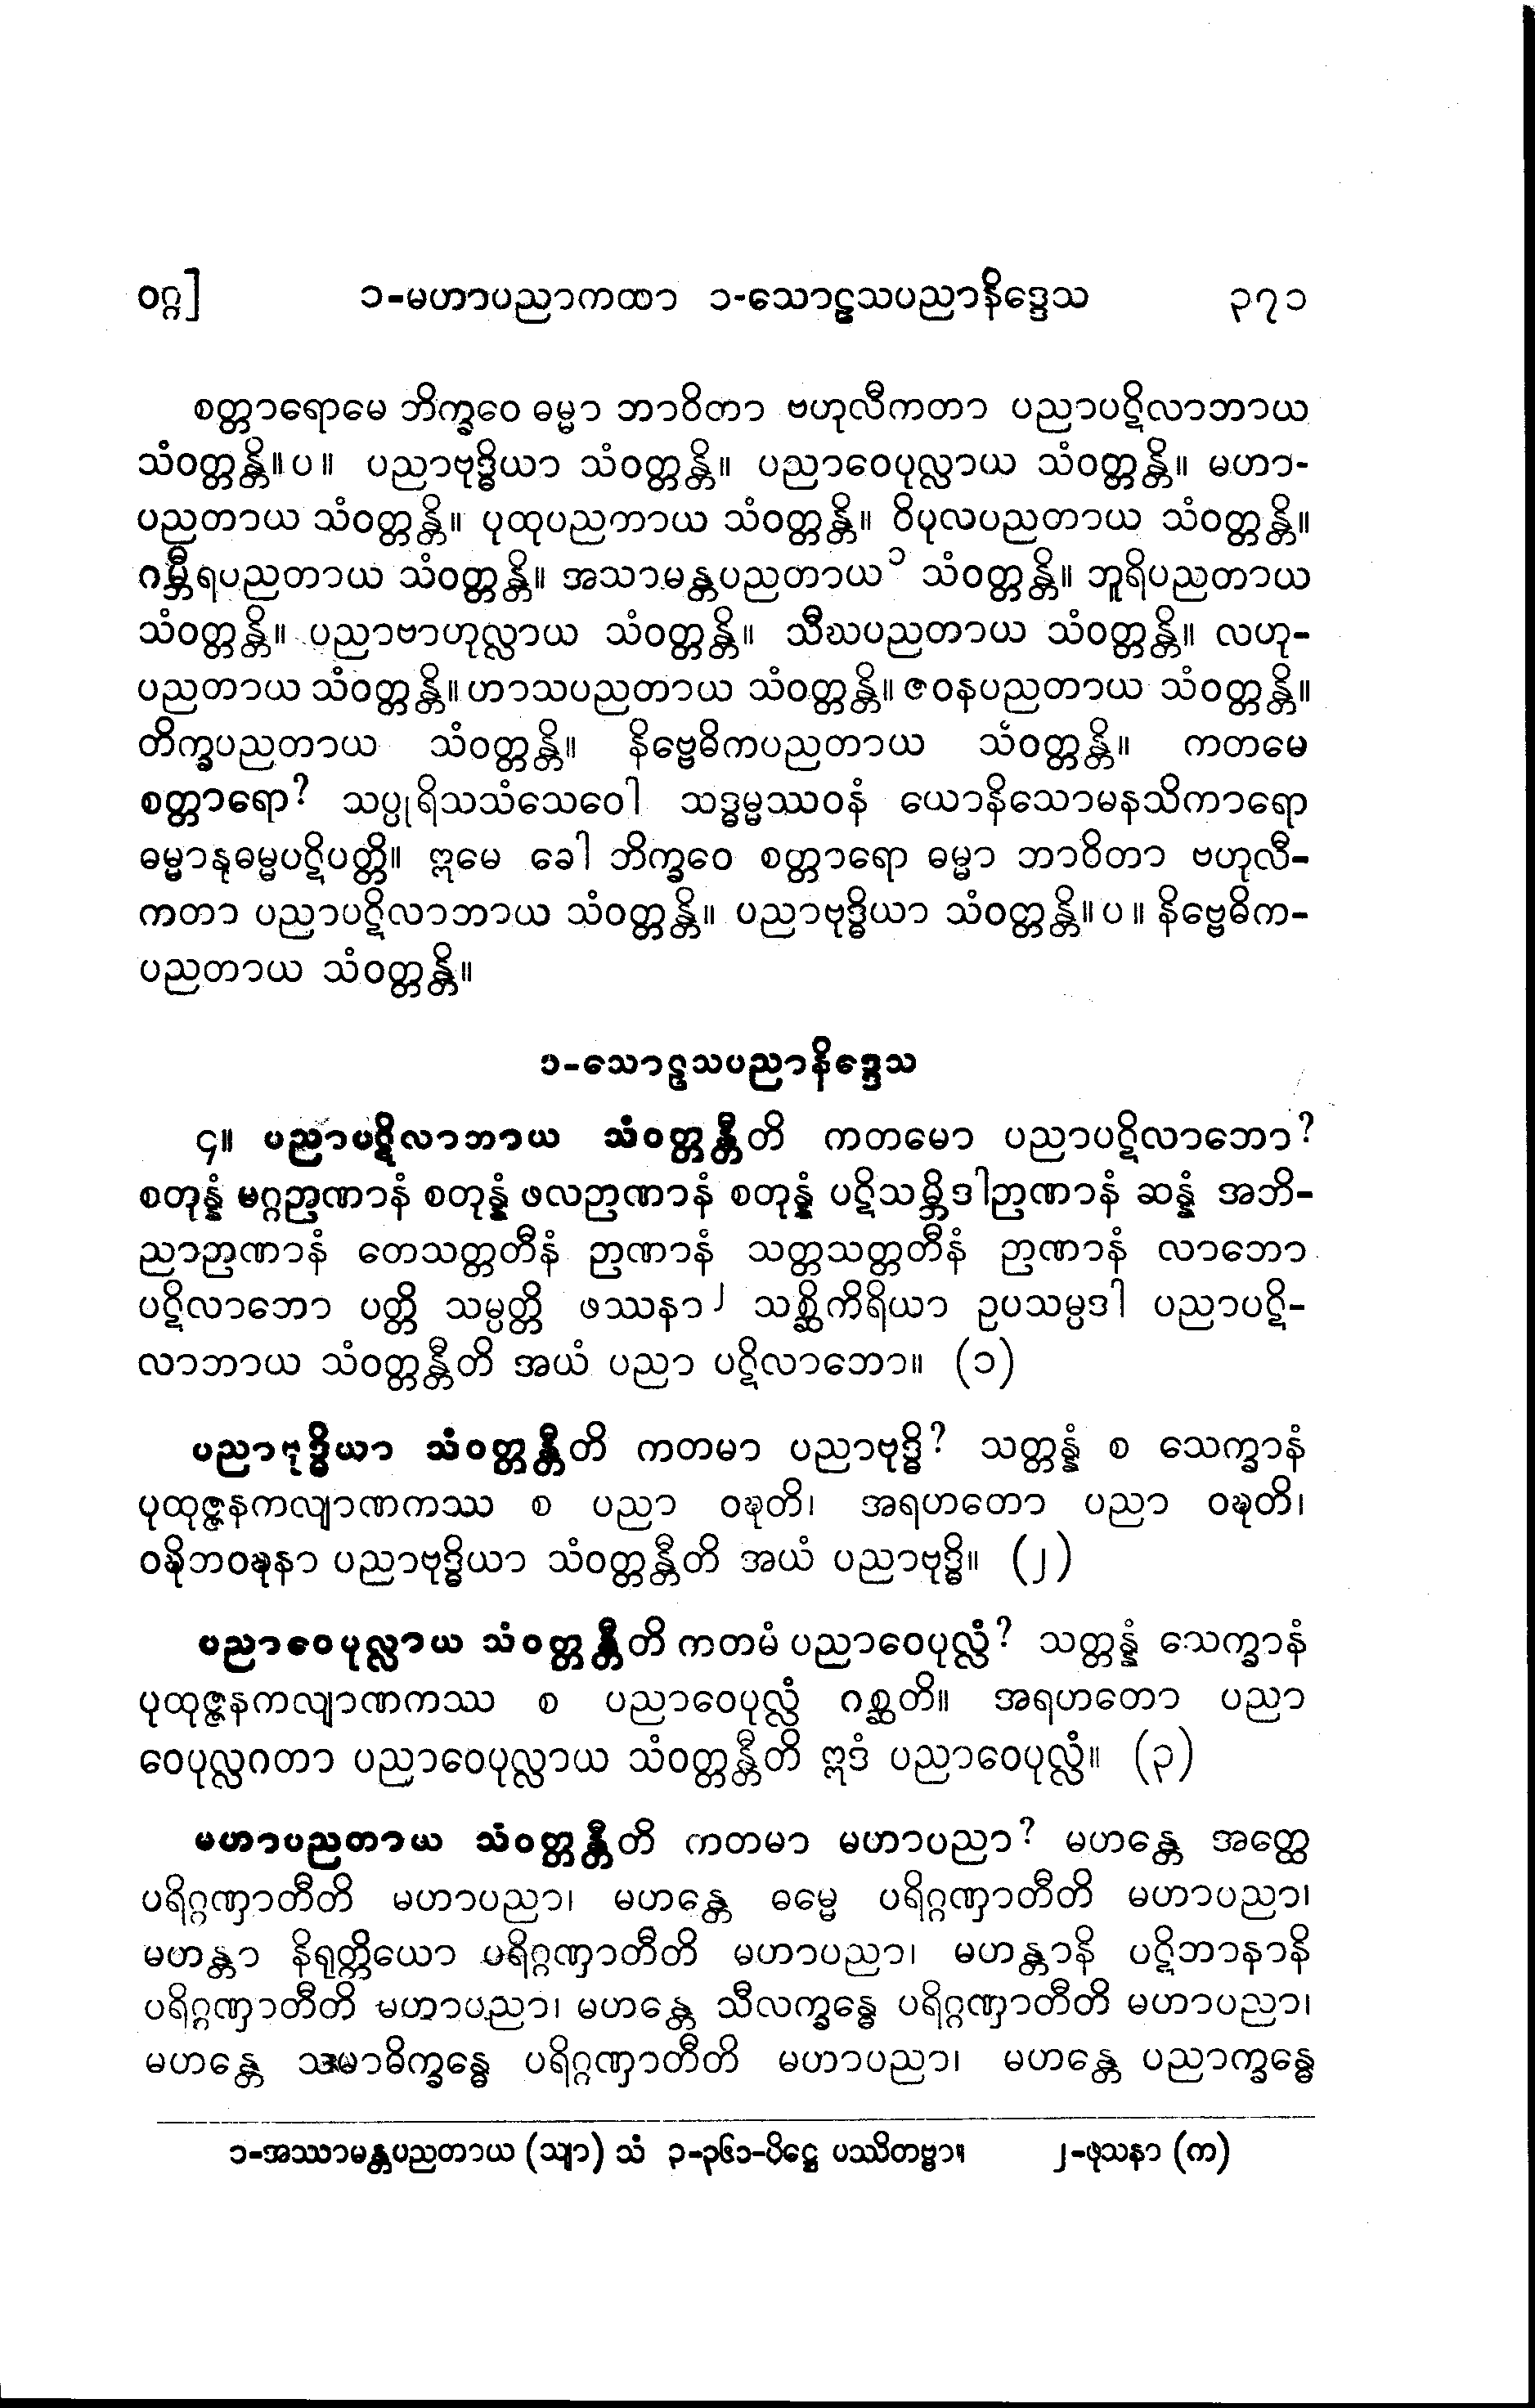 ဝဂ္ဂ] ၁-မဟာပညာကထာ ၁-သောဠသပညာနိဒ္ဒေသ ၃၇၁
စတ္တာရောမေ ဘိက္ခဝေ ဓမ္မာ ဘာဝိတာ ဗဟုလီကတာ ပညာပဋိလာဘာယ
သံဝတ္တန္တိ။ပ။ ပညာဗုဒ္ဓိယာ သံဝတ္တန္တိ။ ပညာဝေပုလ္လာယ သံဝတ္တန္တိ။ မဟာ-
ပညတာယ သံဝတ္တန္တိ။ ပုထုပညတာယ သံဝတ္တန္တိ။ ဝိပုလပညတာယ သံဝတ္တန္တိ။
ဂမ္ဘီရပညတာယ သံဝတ္တန္တိ။ အသာမန္တပညတာယ၁ သံဝတ္တန္တိ။ ဘူရိပညတာယ
သံဝတ္တန္တိ။ ပညာဗာဟုလ္လာယ သံဝတ္တန္တိ။ သီဃပညတာယ သံဝတ္တန္တိ။ လဟု-
ပညတာယ သံဝတ္တန္တိ။ ဟာသပညတာယ သံဝတ္တန္တိ။ ဇဝနပညတာယ သံဝတ္တန္တိ။
တိက္ခပညတာယ သံဝတ္တန္တိ။ နိဗ္ဗေဓိကပညတာယ သံဝတ္တန္တိ။ ကတမေ
စတ္တာရော? သပ္ပုရိသသံသေဝေါ သဒ္ဓမ္မဿဝနံ ယောနိသောမနသိကာရော
ဓမ္မာနုဓမ္မပဋိပတ္တိ။ ဣမေ ခေါ ဘိက္ခဝေ စတ္တာရော ဓမ္မာ ဘာဝိတာ ဗဟုလီ-
ကတာ ပညာပဋိလာဘာယ သံဝတ္တန္တိ။ ပညာဗုဒ္ဓိယာ သံဝတ္တန္တိ။ပ။ နိဗ္ဗေဓိက-
ပညတာယ သံဝတ္တန္တိ။
၁-သောဠသပညာနိဒ္ဒေသ
၄။ ပညာပဋိလာဘာယ သံဝတ္တန္တီတိ ကတမော ပညာပဋိလာဘော?
စတုန္နံ မဂ္ဂဉာဏာနံ စတုန္နံ ဖလဉာဏာနံ စတုန္နံ ပဋိသမ္ဘိဒါဉာဏာနံ ဆန္နံ အဘိ-
ညာဉာဏာနံ တေသတ္တတီနံ ဉာဏာနံ သတ္တသတ္တတီနံ ဉာဏာနံ လာဘော
ပဋိလာဘော ပတ္တိ သမ္ပတ္တိ ဖဿနာ၂ သစ္ဆိကိရိယာ ဥပသမ္ပဒါ ပညာပဋိ-
လာဘာယ သံဝတ္တန္တီတိ အယံ ပညာ ပဋိလာဘော။ (၁)
ပညာဗုဒ္ဓိယာ သံဝတ္တန္တီတိ ကတမာ ပညာဗုဒ္ဓိ? သတ္တန္နံ စ သေက္ခာနံ
ပုထုဇ္ဇနကလျာဏကဿ စ ပညာ ဝဍ္ဎတိ၊ အရဟတော ပညာ ဝဍ္ဎတိ၊
ဝဍ္ဎိတဝဍ္ဎနာ ပညာဗုဒ္ဓိယာ သံဝတ္တန္တီတိ အယံ ပညာဗုဒ္ဓိ။ (၂)
ပညာဝေပုလ္လာယ သံဝတ္တန္တီတိ ကတမံ ပညာဝေပုလ္လံ? သတ္တန္နံ သေက္ခာနံ
ပုထုဇ္ဇနကလျာဏကဿ စ ပညာဝေပုလ္လံ ဂစ္ဆတိ။ အရဟတော ပညာ
ဝေပုလ္လဂတာ ပညာဝေပုလ္လာယ သံဝတ္တန္တီတိ ဣဒံ ပညာဝေပုလ္လံ။ (၃)
မဟာပညတာယ သံဝတ္တန္တီတိ ကတမာ မဟာပညာ? မဟန္တေ အတ္ထေ
ပရိဂ္ဂဏှာတီတိ မဟာပညာ၊ မဟန္တေ ဓမ္မေ ပရိဂ္ဂဏှာတီတိ မဟာပညာ၊
မဟန္တာ နိရုတ္တိယော ပရိဂ္ဂဏှာတီတိ မဟာပညာ၊ မဟန္တာနိ ပဋိဘာနာနိ
ပရိဂ္ဂဏှာတီတိ မဟာပညာ၊ မဟန္တေ သီလက္ခန္ဓေ ပရိဂ္ဂဏှာတီတိ မဟာပညာ၊
မဟန္တေ သမာဓိက္ခန္ဓေ ပရိဂ္ဂဏှာတီတိ မဟာပညာ၊ မဟန္တေ ပညာက္ခန္ဓေ
၁-အဿာမန္တပညတာယ (သျာ) သံ ၃-၃၆၁-ပိဋ္ဌေ ပဿိတဗ္ဗာ။ ၂-ဖုသနာ (က)